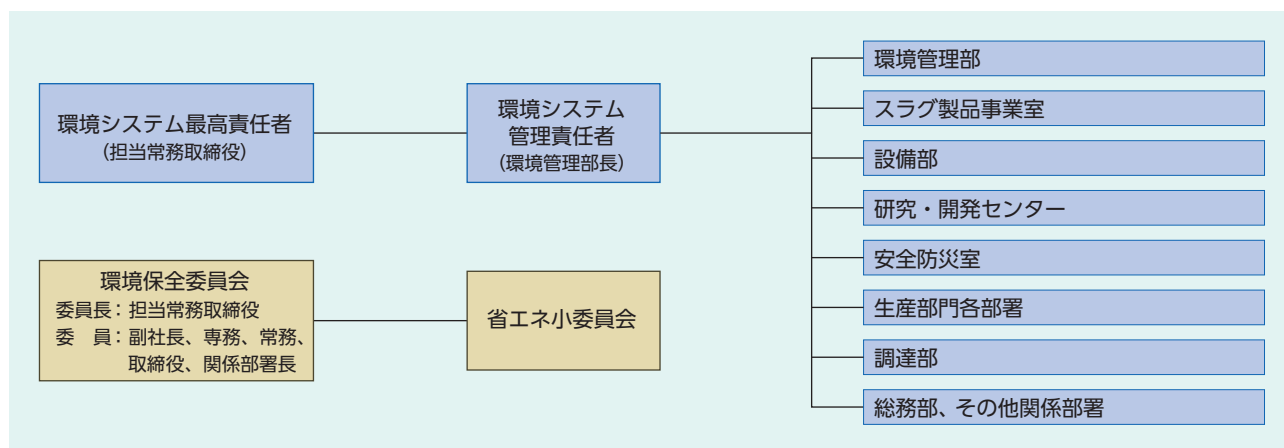 環境システム最高責任者
（担当常務取締役）
環境システム
管理責任者
（環境管理部長）
環境管理部
スラグ製品事業室
設備部
研究・開発センター
安全防災室
生産部門各部署
調達部
総務部、その他関係部署
環境保全委員会
委員長：担当常務取締役
委　員：副社長、専務、常務、
取締役、関係部署長
省エネ小委員会